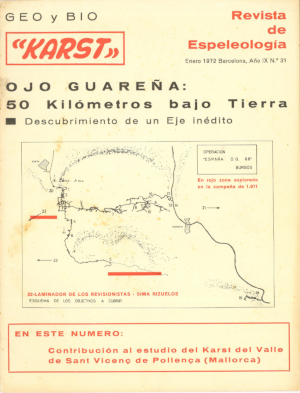 GEO y BIO
"KARST"
Revista
de
Espeleología
Enero 1972 Barcelona, Año IX N.º 31
OJO GUAREÑA:
50 Kilómetros bajo Tierra
Descubrimiento de un Eje inédito
OPERACION
BURGOS
En rojo zona explorada
en la campaña de 1.971
22-LAMINADOR DE LOS REVISIONISTAS - SIMA RIZUELOS
ESQUEMA DE LOS OBJETIVOS A CUBRIR
EN ESTE NUMERO:
Contribución al estudio del Karst del Valle
de Sant Vicenç de Pollença (Mallorca)